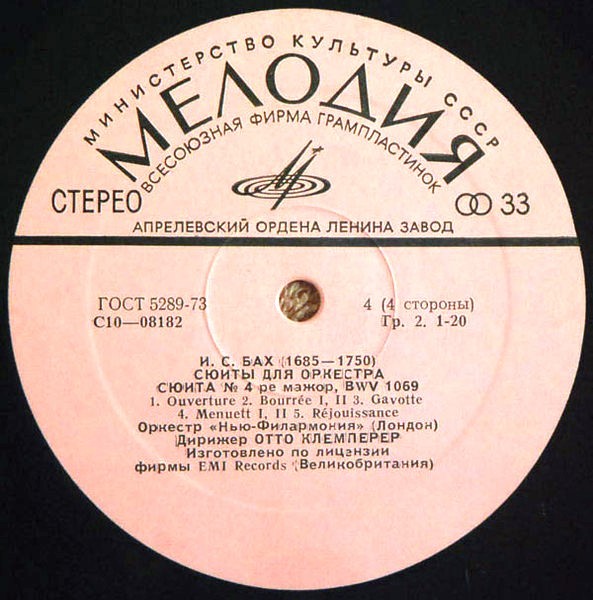 МИНИСТЕРСТВО КУЛЬТУРЫ СССР
МЕЛОДИЯ
ВСЕСОЮЗНАЯ ФИРМА ГРАМПЛАСТИНОК
СТЕРЕО
33
АПРЕЛЕВСКИЙ ОРДЕНА ЛЕНИНА ЗАВОД
ГОСТ 5289-73
С10—08182
4 (4 стороны)
Гр. 2. 1-20
И. С. БАХ (1685—1750)
СЮИТЫ ДЛЯ ОРКЕСТРА
СЮИТА № 4 ре мажор, BWV 1069
1. Ouverture 2. Bourrée I, II 3. Gavotte
4. Menuett I, II 5. Réjouissance
Оркестр «Нью-Филармония» (Лондон)
Дирижер ОТТО КЛЕМПЕРЕР
Изготовлено по лицензии
фирмы EMI Records (Великобритания)